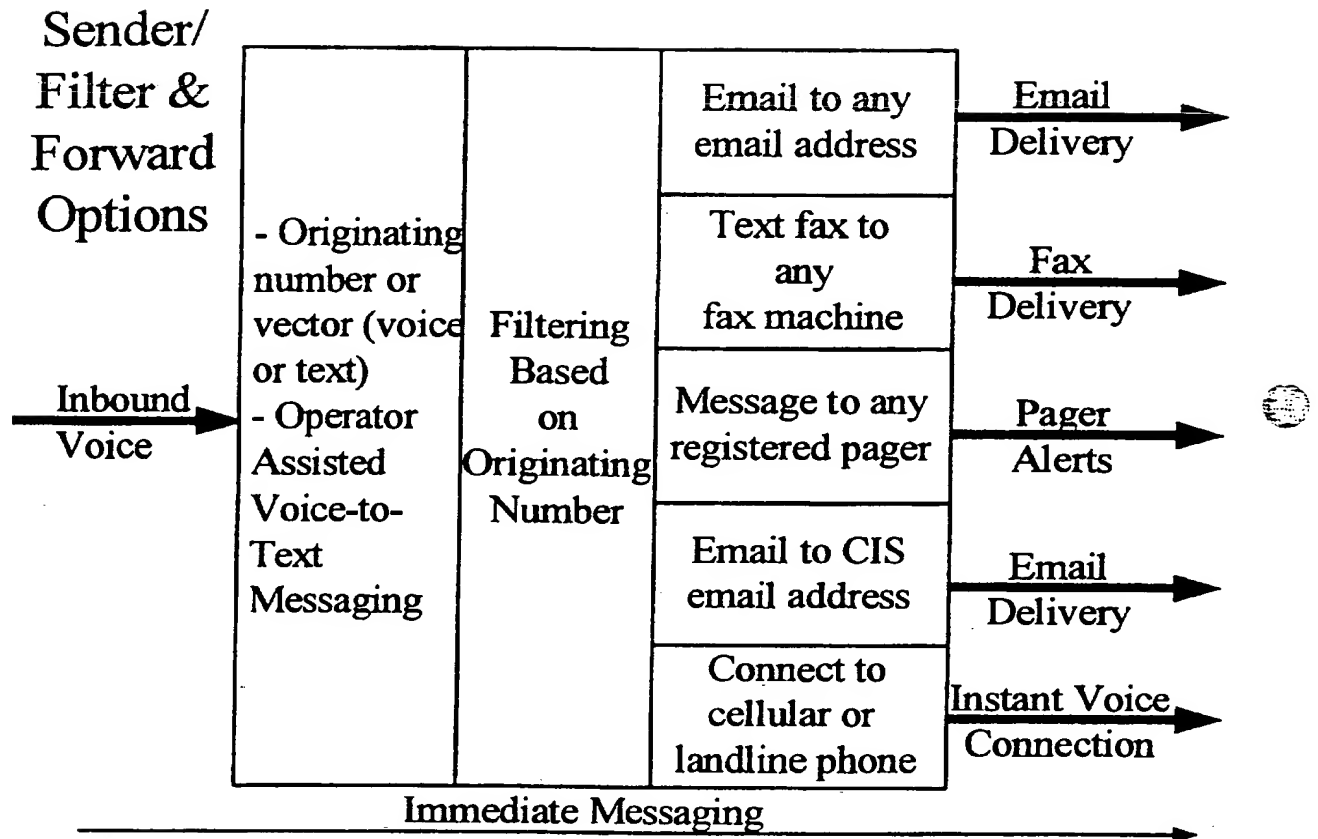 Sender/
Filter &
Forward
Options
Inbound
Voice
- Originating
number or
vector (voice
or text)
- Operator
Assisted
Voice-to-
Text
Messaging
Filtering
Based
on
Originating
Number
Email to any
email address
Email
Delivery
Text fax to
any
fax machine
Fax
Delivery
Message to any
registered pager
Pager
Alerts
Email to CIS
email address
Email
Delivery
Connect to
cellular or
landline phone
Instant Voice
Connection
Immediate Messaging